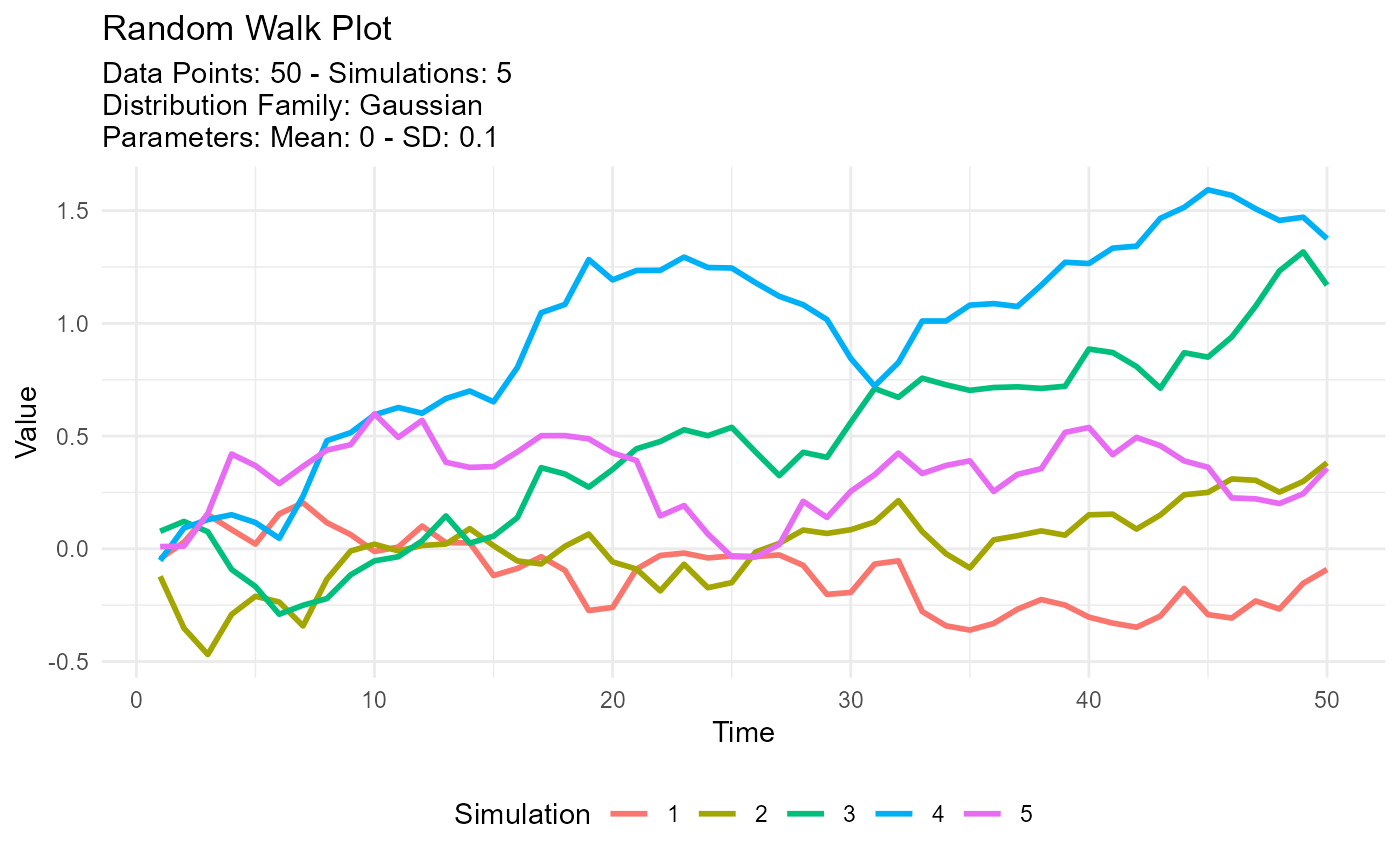 Random Walk Plot
Data Points: 50 - Simulations: 5
Distribution Family: Gaussian
Parameters: Mean: 0 - SD: 0.1
Value
1.5
1.0
0.5
0.0
-0.5
0 10 20 30 40 50
Time
Simulation 1 2 3 4 5